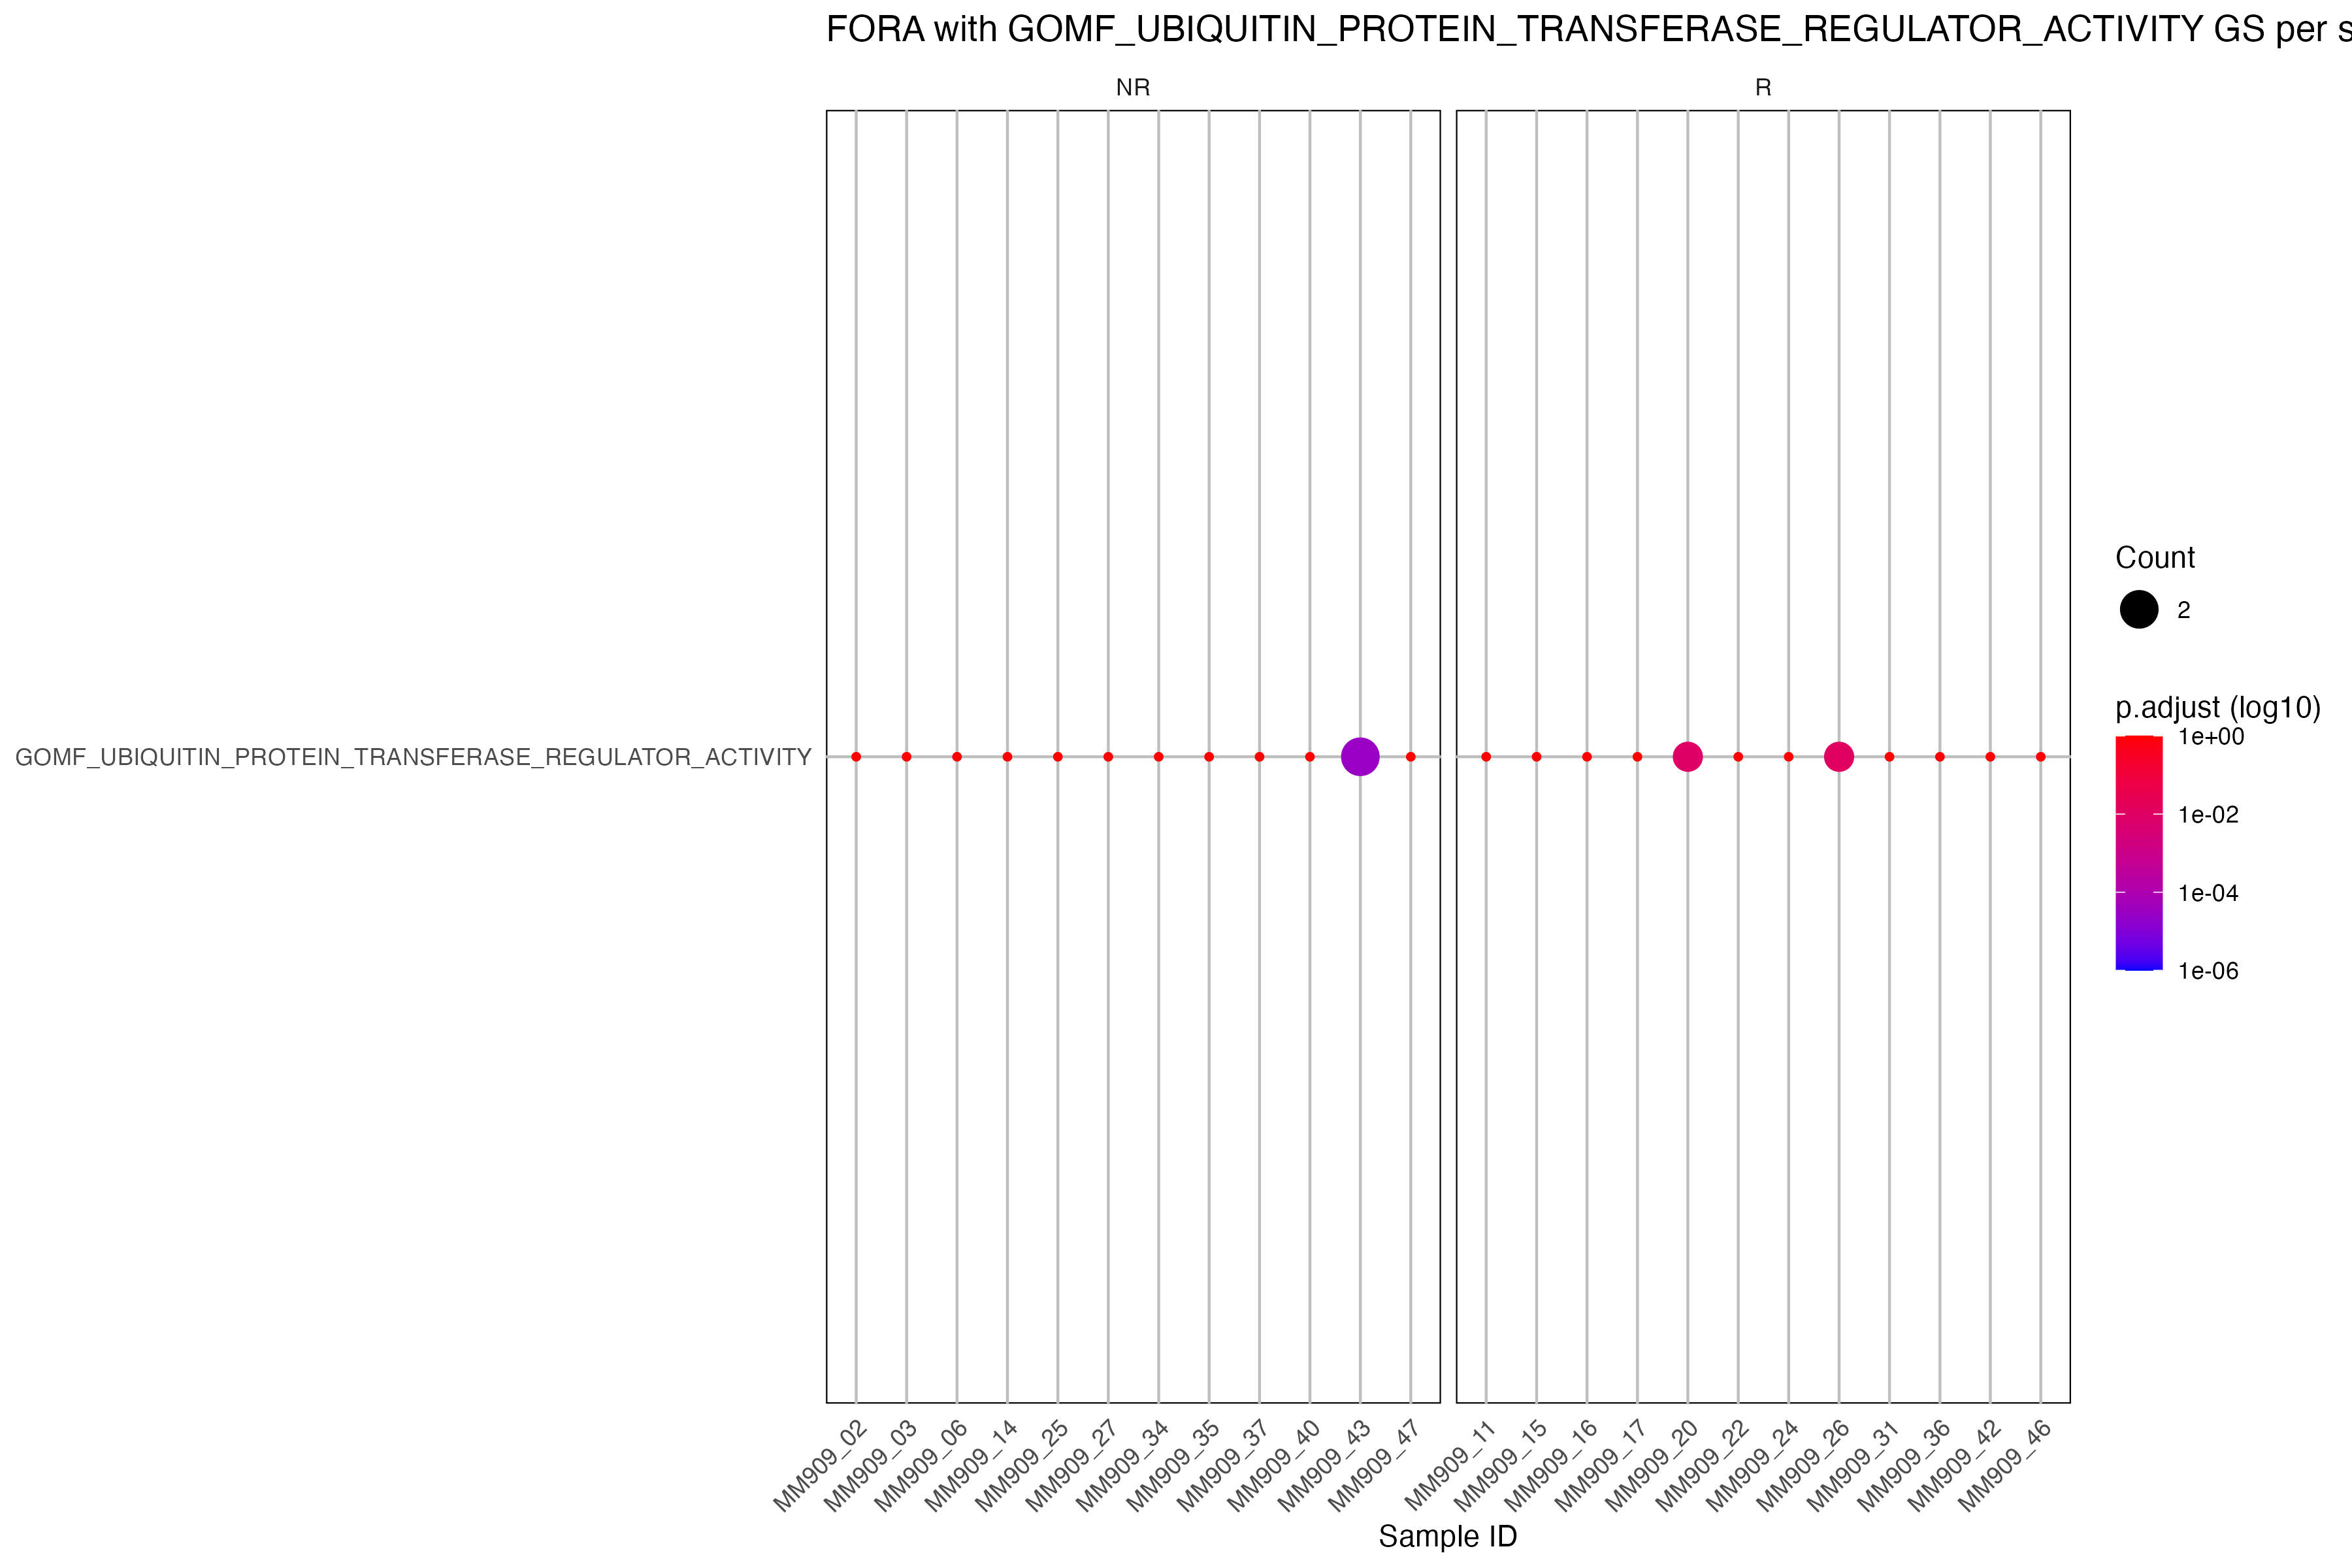 FORA with GOMF_UBIQUITIN_PROTEIN_TRANSFERASE_REGULATOR_ACTIVITY GS per s
NR
R
GOMF_UBIQUITIN_PROTEIN_TRANSFERASE_REGULATOR_ACTIVITY
Count
2
p.adjust (log10)
1e+00
1e-02
1e-04
1e-06
MM909_02
MM909_03
MM909_06
MM909_14
MM909_25
MM909_27
MM909_34
MM909_35
MM909_37
MM909_40
MM909_43
MM909_47
MM909_11
MM909_15
MM909_16
MM909_17
MM909_20
MM909_22
MM909_24
MM909_26
MM909_31
MM909_36
MM909_42
MM909_46
Sample ID